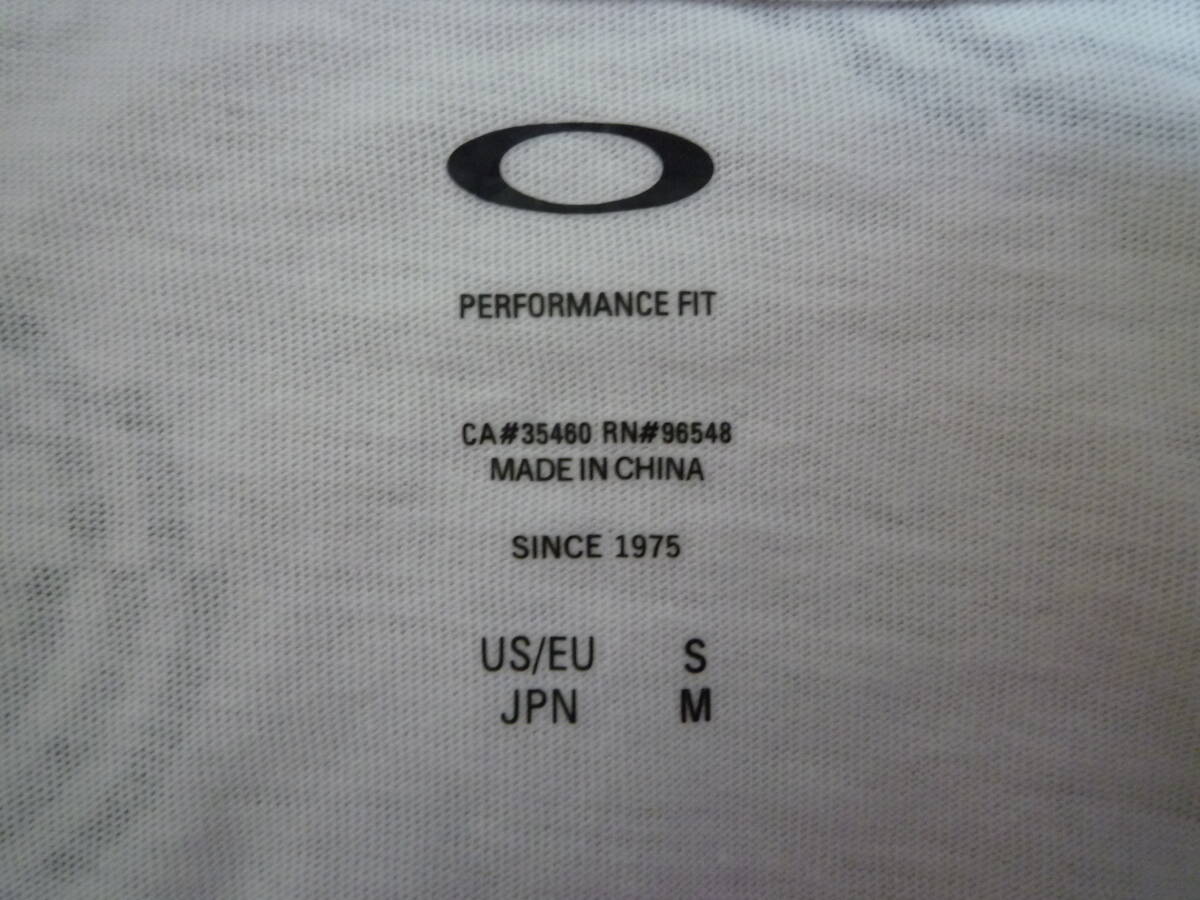 PERFORMANCE FIT
CA#35460 RN#96548
MADE IN CHINA
SINCE 1975
US/EU S
JPN M